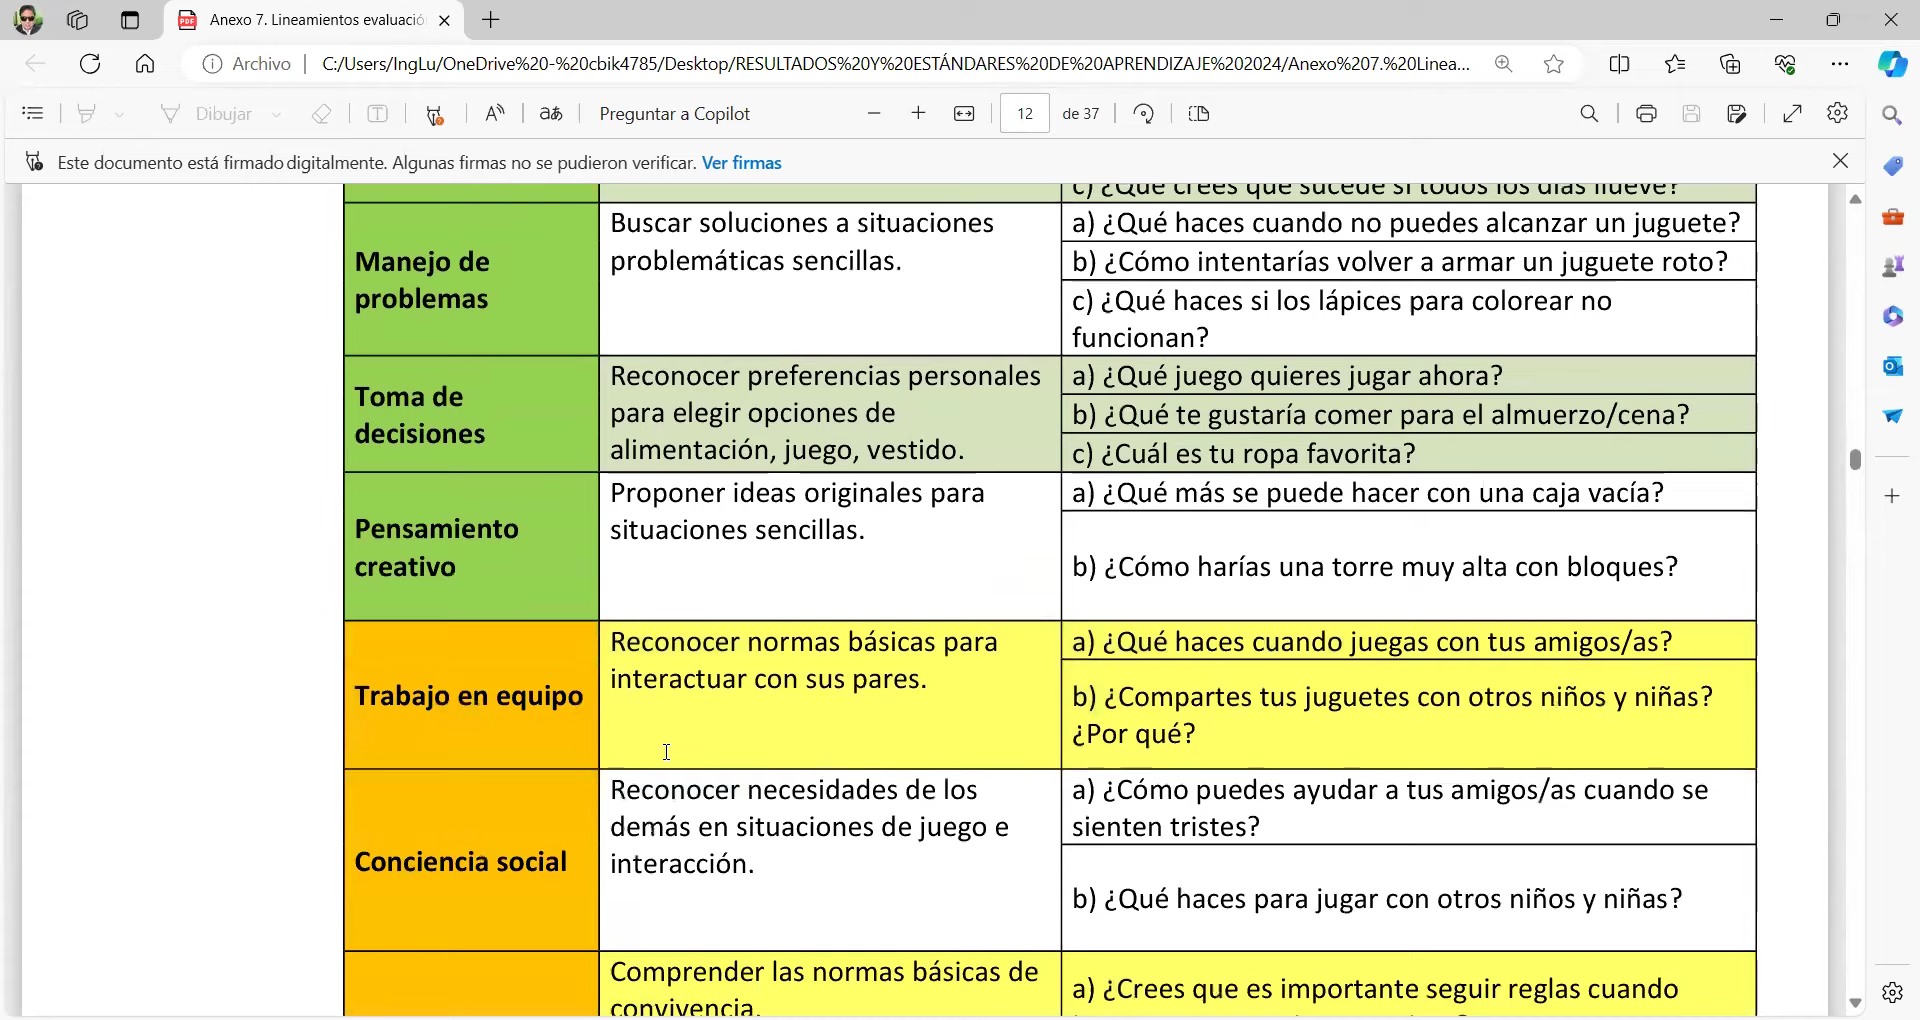 Anexo 7. Lineamientos evaluació
Archivo
C:/Users/IngLu/OneDrive%20-%20cbik4785/Desktop/RESULTADOS%20Y%20ESTÁNDARES%20DE%20APRENDIZAJE%202024/Anexo%207.%20Linea...
Dibujar
Preguntar a Copilot
12 de 37
Este documento está firmado digitalmente. Algunas firmas no se pudieron verificar. Ver firmas
c) ¿Qué crees que sucede si todos los días llueve?
Manejo de
problemas
Buscar soluciones a situaciones
problemáticas sencillas.
a) ¿Qué haces cuando no puedes alcanzar un juguete?
b) ¿Cómo intentarías volver a armar un juguete roto?
c) ¿Qué haces si los lápices para colorear no
funcionan?
Toma de
decisiones
Reconocer preferencias personales
para elegir opciones de
alimentación, juego, vestido.
a) ¿Qué juego quieres jugar ahora?
b) ¿Qué te gustaría comer para el almuerzo/cena?
c) ¿Cuál es tu ropa favorita?
Pensamiento
creativo
Proponer ideas originales para
situaciones sencillas.
a) ¿Qué más se puede hacer con una caja vacía?
b) ¿Cómo harías una torre muy alta con bloques?
Trabajo en equipo
Reconocer normas básicas para
interactuar con sus pares.
a) ¿Qué haces cuando juegas con tus amigos/as?
b) ¿Compartes tus juguetes con otros niños y niñas?
¿Por qué?
Conciencia social
Reconocer necesidades de los
demás en situaciones de juego e
interacción.
a) ¿Cómo puedes ayudar a tus amigos/as cuando se
sienten tristes?
b) ¿Qué haces para jugar con otros niños y niñas?
Comprender las normas básicas de
convivencia.
a) ¿Crees que es importante seguir reglas cuando